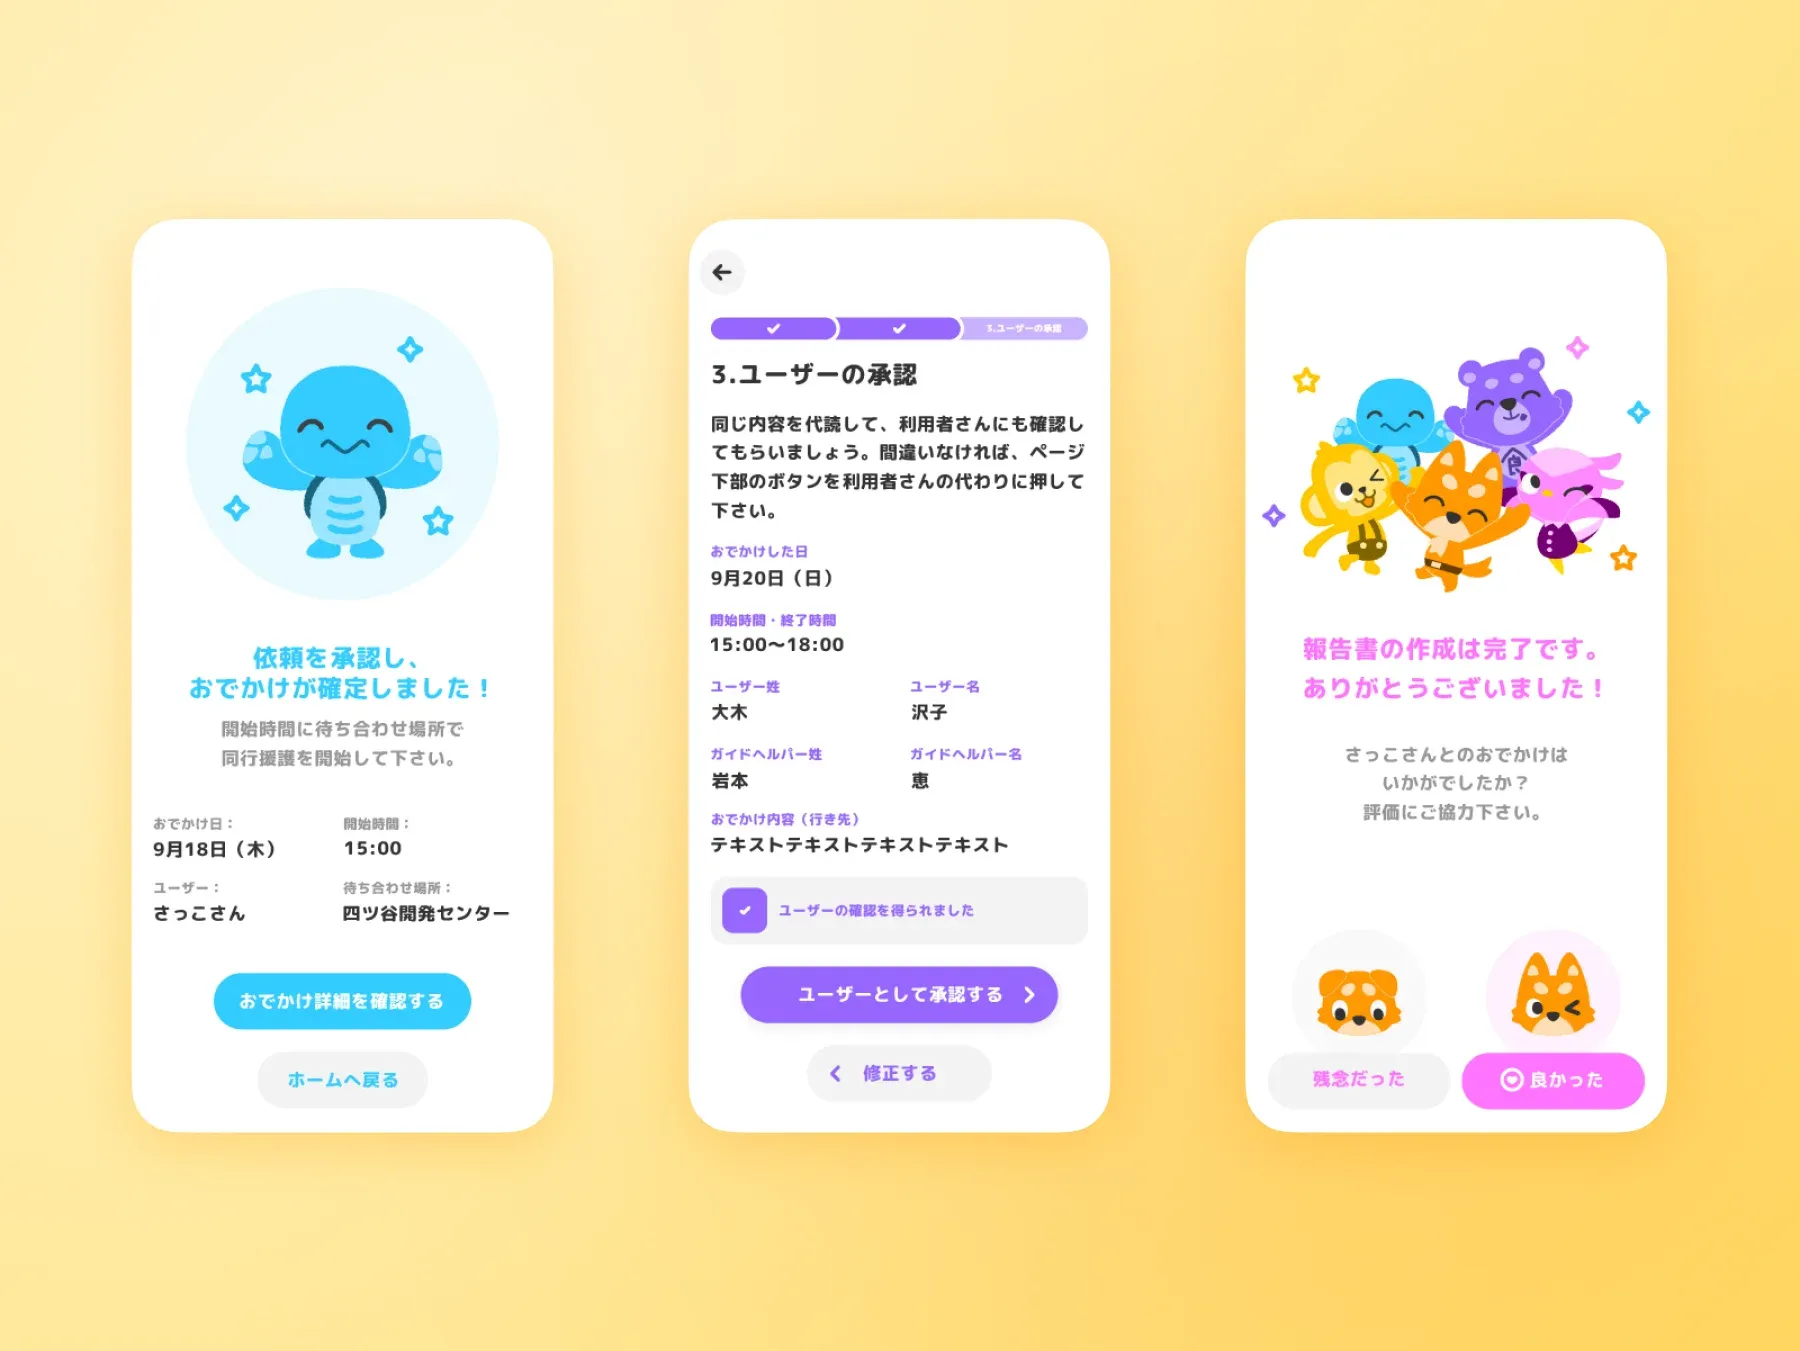 依頼を承認し、
おでかけが確定しました！
開始時間に待ち合わせ場所で
同行援護を開始して下さい。
おでかけ日：
9月18日（木）
開始時間：
15:00
ユーザー：
さっこさん
待ち合わせ場所：
四ツ谷開発センター
おでかけ詳細を確認する
ホームへ戻る
3.ユーザーの承認
3.ユーザーの承認
同じ内容を代読して、利用者さんにも確認し
てもらいましょう。間違いなければ、ページ
下部のボタンを利用者さんの代わりに押して
下さい。
おでかけした日
9月20日（日）
開始時間・終了時間
15:00〜18:00
ユーザー姓
大木
ユーザー名
沢子
ガイドヘルパー姓
岩本
ガイドヘルパー名
恵
おでかけ内容（行き先）
テキストテキストテキストテキスト
ユーザーの確認を得られました
ユーザーとして承認する
修正する
食
報告書の作成は完了です。
ありがとうございました！
さっこさんとのおでかけは
いかがでしたか？
評価にご協力下さい。
残念だった
良かった